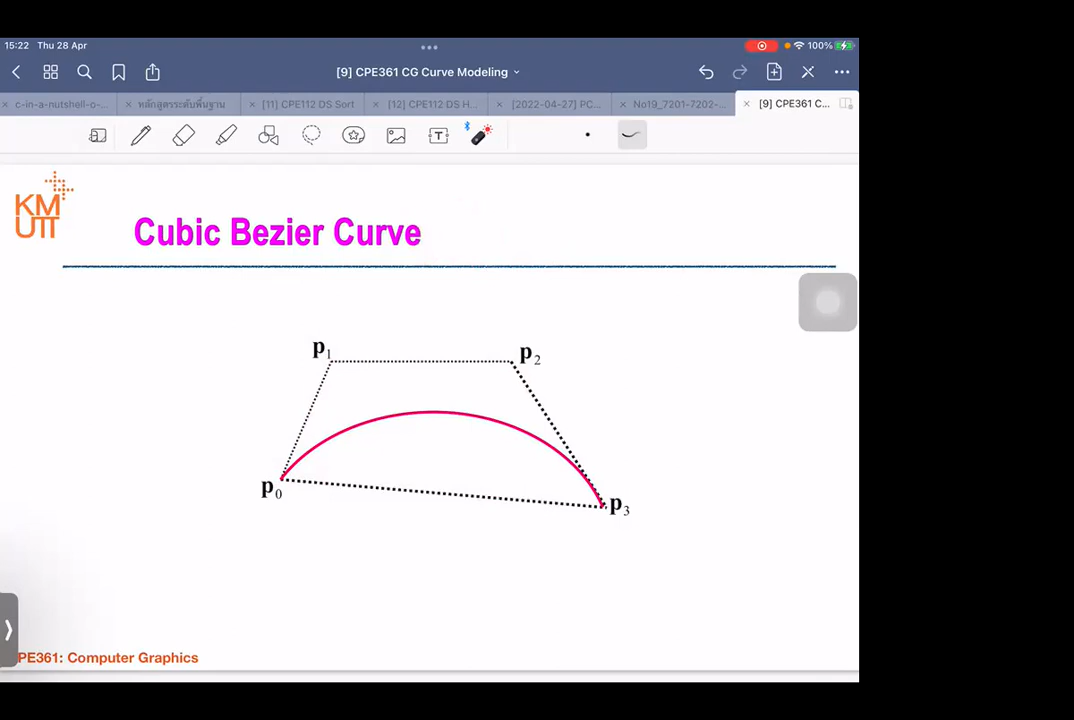 15:22 Thu 28 Apr
100%
[9] CPE361 CG Curve Modeling
c-in-a-nutshell-o-... หลักสูตรระดับพื้นฐาน [11] CPE112 DS Sort [12] CPE112 DS H... [2022-04-27] PC... No19_7201-7202-... [9] CPE361 C...
T
KM
UTT
Cubic Bezier Curve
p1 p2
p0 p3
PE361: Computer Graphics